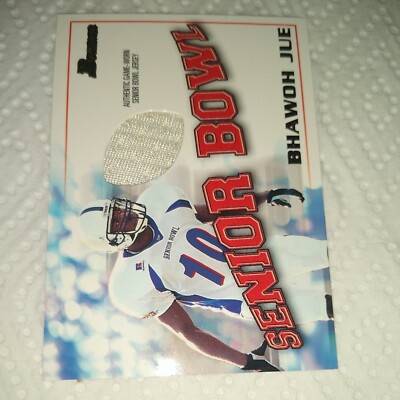 Bowman
AUTHENTIC GAME-WORN
SENIOR BOWL JERSEY
SENIOR BOWL
BHAWOH JUE
SENIOR BOWL
10